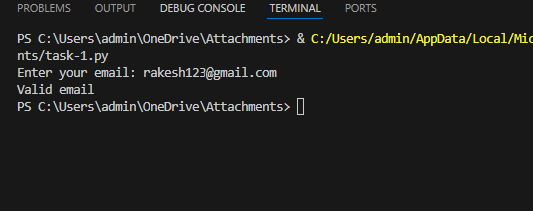 PROBLEMS OUTPUT DEBUG CONSOLE TERMINAL PORTS
PS C:\Users\admin\OneDrive\Attachments> & C:/Users/admin/AppData/Local/Mic
nts/task-1.py
Enter your email: rakesh123@gmail.com
Valid email
PS C:\Users\admin\OneDrive\Attachments>